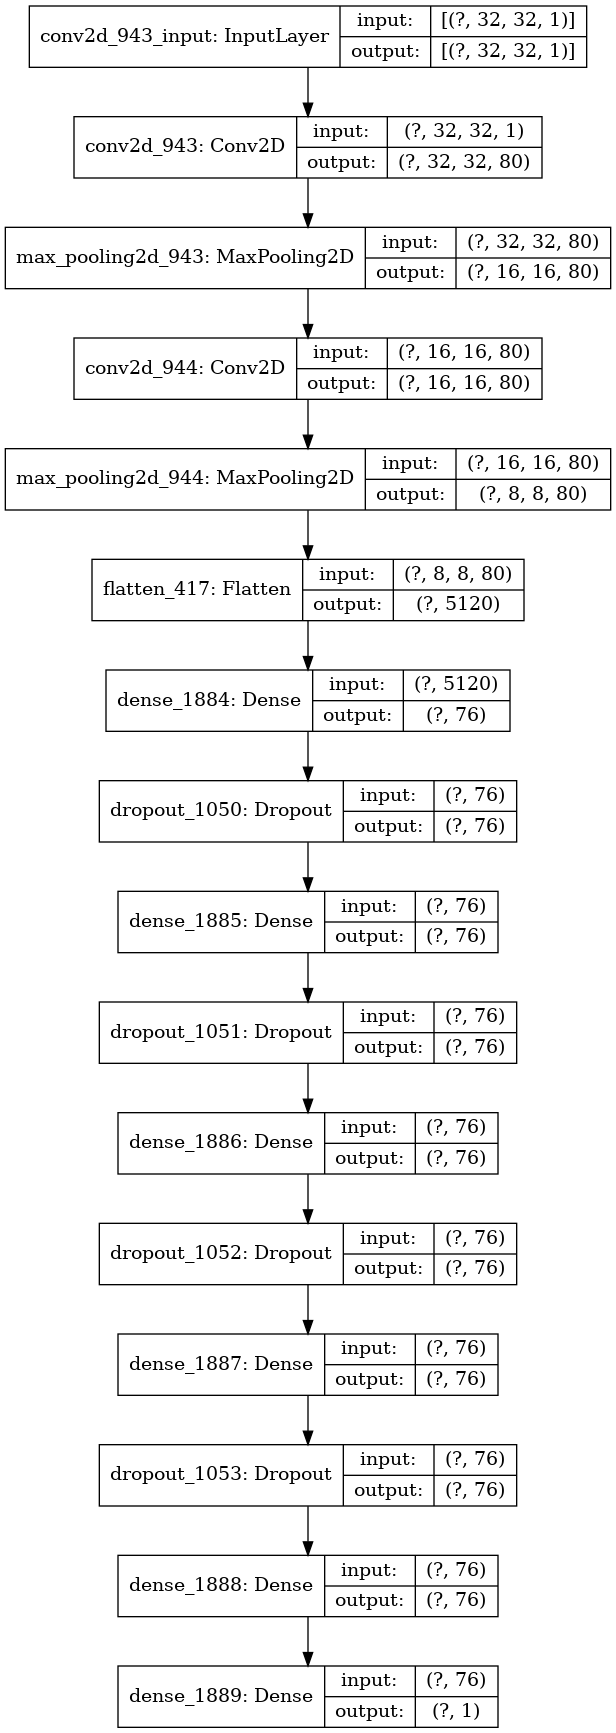 conv2d_943_input: InputLayer
input: [(?, 32, 32, 1)]
output: [(?, 32, 32, 1)]
conv2d_943: Conv2D
input: (?, 32, 32, 1)
output: (?, 32, 32, 80)
max_pooling2d_943: MaxPooling2D
input: (?, 32, 32, 80)
output: (?, 16, 16, 80)
conv2d_944: Conv2D
input: (?, 16, 16, 80)
output: (?, 16, 16, 80)
max_pooling2d_944: MaxPooling2D
input: (?, 16, 16, 80)
output: (?, 8, 8, 80)
flatten_417: Flatten
input: (?, 8, 8, 80)
output: (?, 5120)
dense_1884: Dense
input: (?, 5120)
output: (?, 76)
dropout_1050: Dropout
input: (?, 76)
output: (?, 76)
dense_1885: Dense
input: (?, 76)
output: (?, 76)
dropout_1051: Dropout
input: (?, 76)
output: (?, 76)
dense_1886: Dense
input: (?, 76)
output: (?, 76)
dropout_1052: Dropout
input: (?, 76)
output: (?, 76)
dense_1887: Dense
input: (?, 76)
output: (?, 76)
dropout_1053: Dropout
input: (?, 76)
output: (?, 76)
dense_1888: Dense
input: (?, 76)
output: (?, 76)
dense_1889: Dense
input: (?, 76)
output: (?, 1)